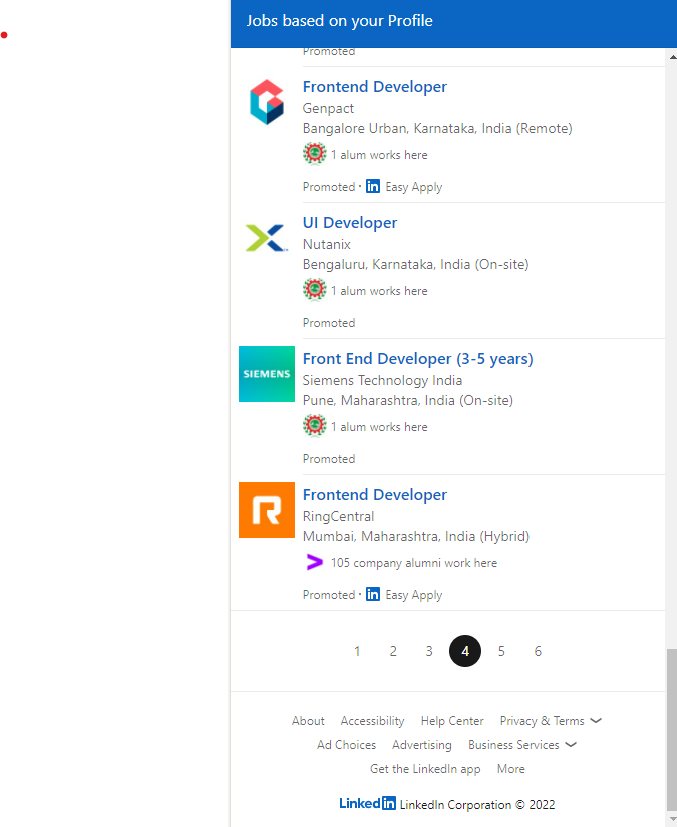 Jobs based on your Profile
Promoted
Frontend Developer
Genpact
Bangalore Urban, Karnataka, India (Remote)
1 alum works here
Promoted · in Easy Apply
UI Developer
Nutanix
Bengaluru, Karnataka, India (On-site)
1 alum works here
Promoted
SIEMENS
Front End Developer (3-5 years)
Siemens Technology India
Pune, Maharashtra, India (On-site)
1 alum works here
Promoted
R
Frontend Developer
RingCentral
Mumbai, Maharashtra, India (Hybrid)
105 company alumni work here
Promoted · in Easy Apply
1 2 3 4 5 6
About Accessibility Help Center Privacy & Terms
Ad Choices Advertising Business Services
Get the LinkedIn app More
Linkedin LinkedIn Corporation © 2022